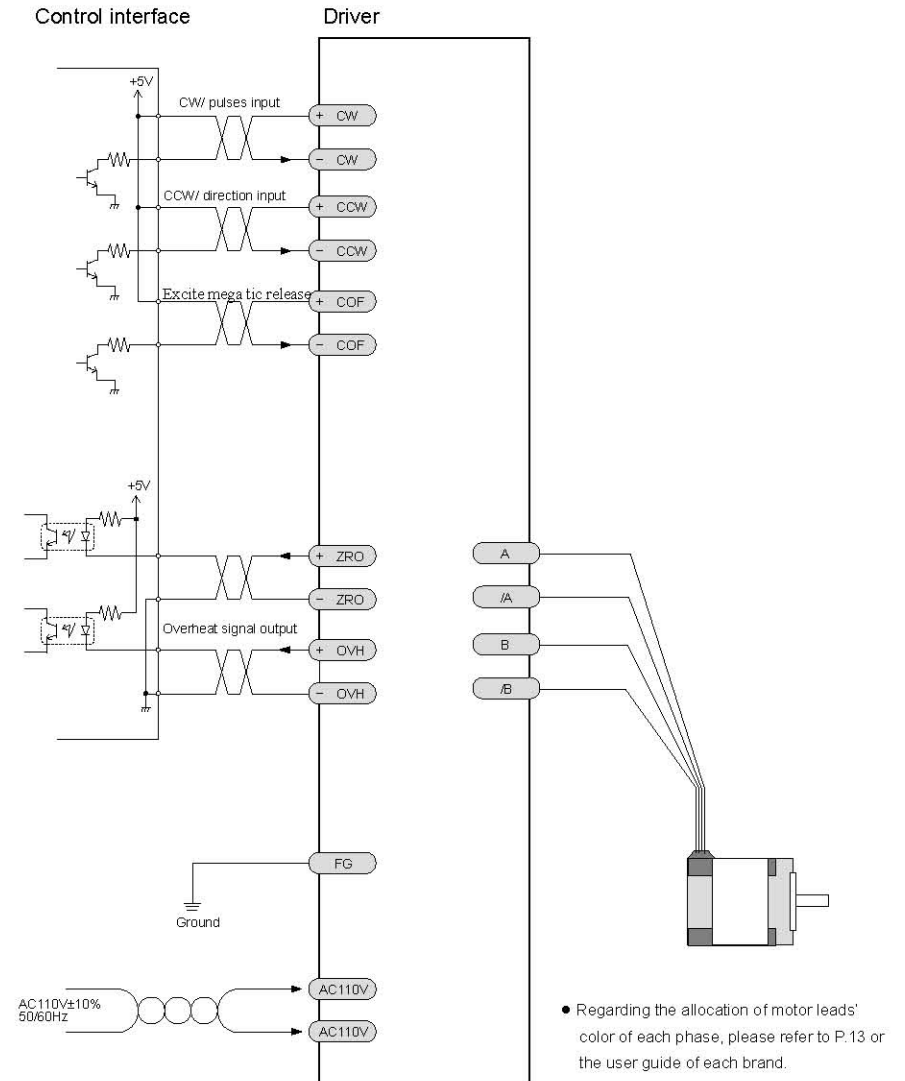 Control interface
Driver
+5V
CW/ pulses input
+ CW
− CW
CCW/ direction input
+ CCW
− CCW
Excite mega tic release
+ COF
− COF
+5V
+ ZRO
− ZRO
Overheat signal output
+ OVH
− OVH
A
/A
B
/B
FG
Ground
AC110V±10%
50/60Hz
AC110V
AC110V
● Regarding the allocation of motor leads'
color of each phase, please refer to P.13 or
the user guide of each brand.